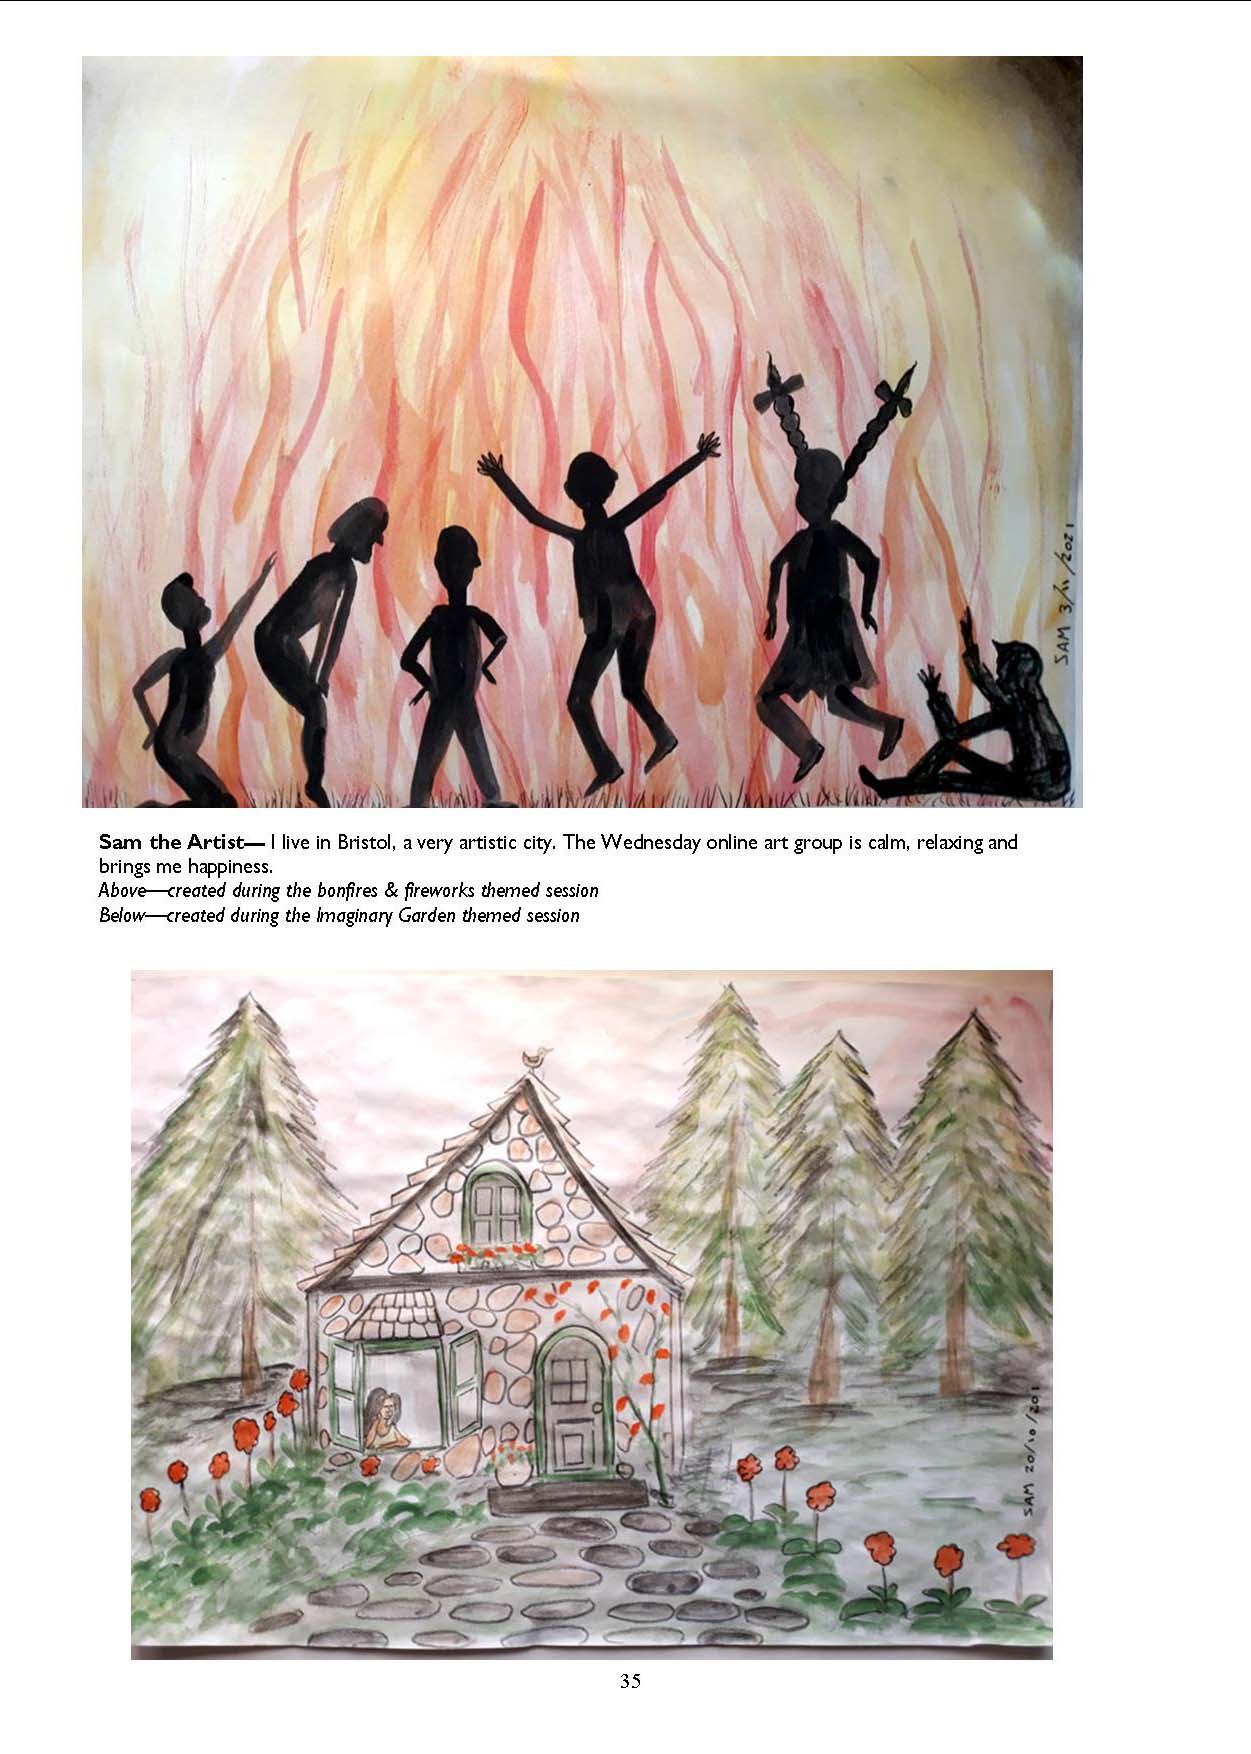 SAM 3/11/2021
Sam the Artist— I live in Bristol, a very artistic city. The Wednesday online art group is calm, relaxing and
brings me happiness.
Above—created during the bonfires & fireworks themed session
Below—created during the Imaginary Garden themed session
SAM 20/10/201
35